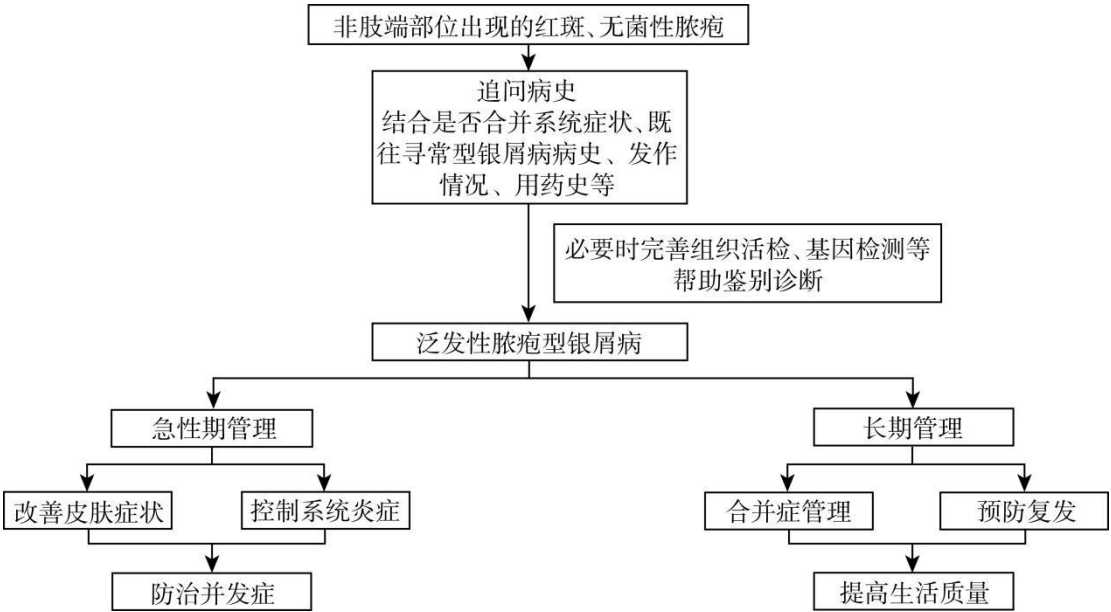 非肢端部位出现的红斑、无菌性脓疱
追问病史
结合是否合并系统症状、既
往寻常型银屑病病史、发作
情况、用药史等
必要时完善组织活检、基因检测等
帮助鉴别诊断
泛发性脓疱型银屑病
急性期管理
长期管理
改善皮肤症状
控制系统炎症
合并症管理
预防复发
防治并发症
提高生活质量